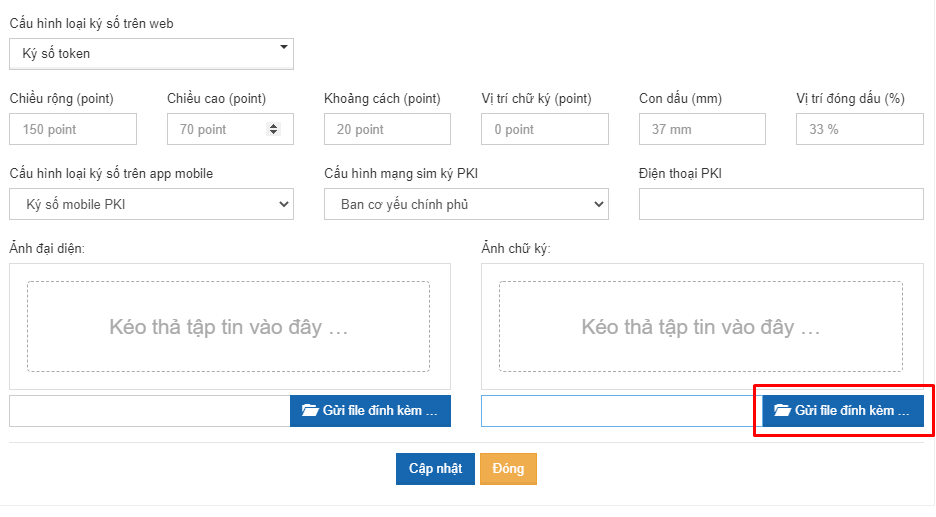 Cấu hình loại ký số trên web
Ký số token
Chiều rộng (point) Chiều cao (point) Khoảng cách (point) Vị trí chữ ký (point) Con dấu (mm) Vị trí đóng dấu (%)
150 point 70 point 20 point 0 point 37 mm 33 %
Cấu hình loại ký số trên app mobile Cấu hình mạng sim ký PKI Điện thoại PKI
Ký số mobile PKI Ban cơ yếu chính phủ
Ảnh đại diện: Ảnh chữ ký:
Kéo thả tập tin vào đây … Kéo thả tập tin vào đây …
Gửi file đính kèm ... Gửi file đính kèm ...
Cập nhật Đóng